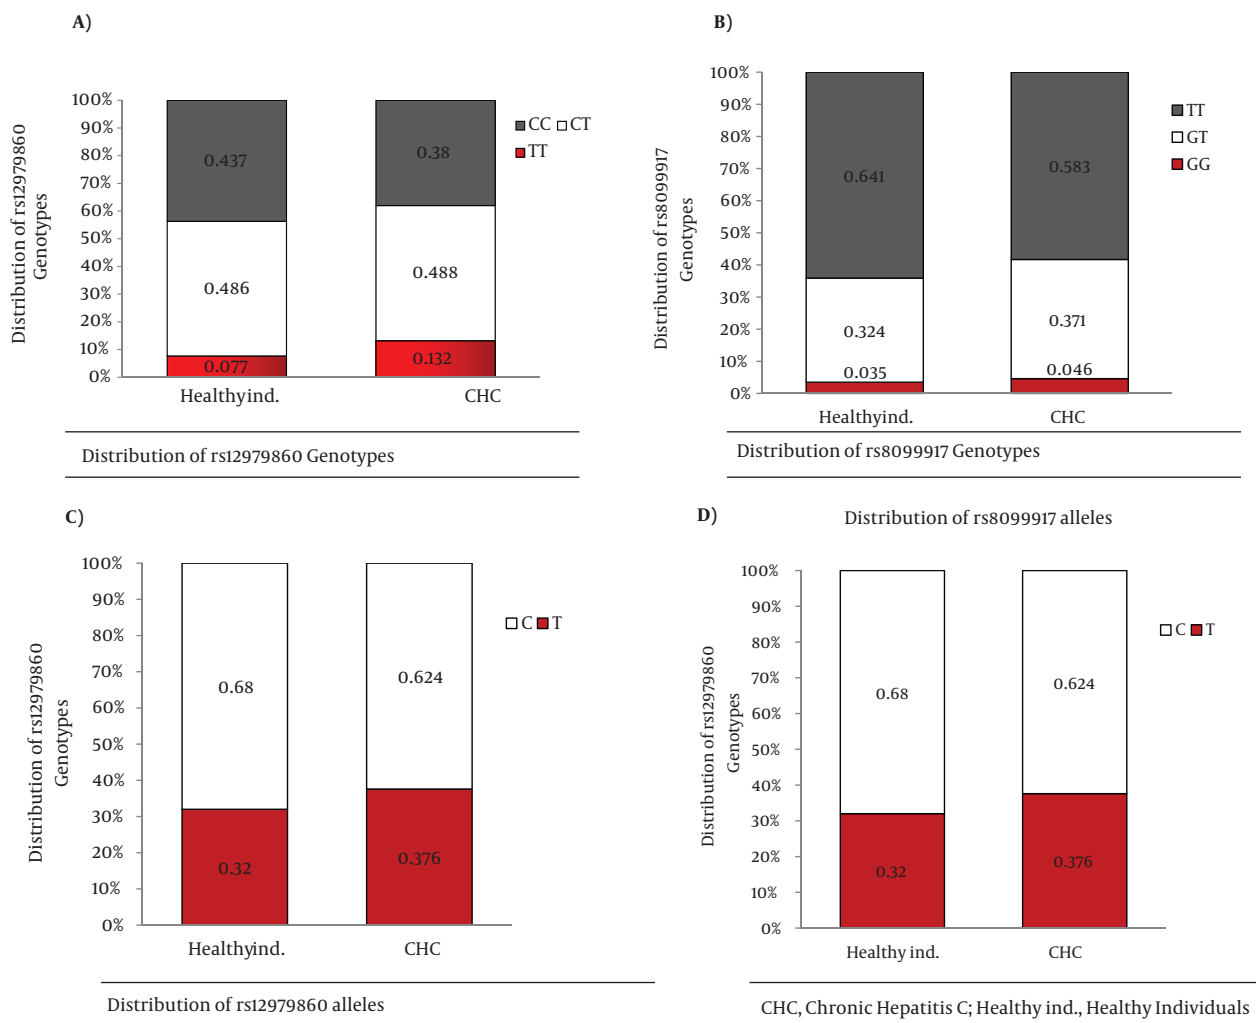 A)
Distribution of rs12979860
Genotypes
100%
90%
80%
70%
60%
50%
40%
30%
20%
10%
0%
0.437
0.486
0.077
0.38
0.488
0.132
CC CT
TT
Healthyind.
CHC
Distribution of rs12979860 Genotypes
B)
Distribution of rs8099917
Genotypes
100%
90%
80%
70%
60%
50%
40%
30%
20%
10%
0%
0.641
0.324
0.035
0.583
0.371
0.046
TT
GT
GG
Healthyind.
CHC
Distribution of rs8099917 Genotypes
C)
Distribution of rs12979860
Genotypes
100%
90%
80%
70%
60%
50%
40%
30%
20%
10%
0%
0.68
0.32
0.624
0.376
C T
Healthyind.
CHC
Distribution of rs12979860 alleles
D)
Distribution of rs8099917 alleles
Distribution of rs12979860
Genotypes
100%
90%
80%
70%
60%
50%
40%
30%
20%
10%
0%
0.68
0.32
0.624
0.376
C T
Healthy ind.
CHC
CHC, Chronic Hepatitis C; Healthy ind., Healthy Individuals